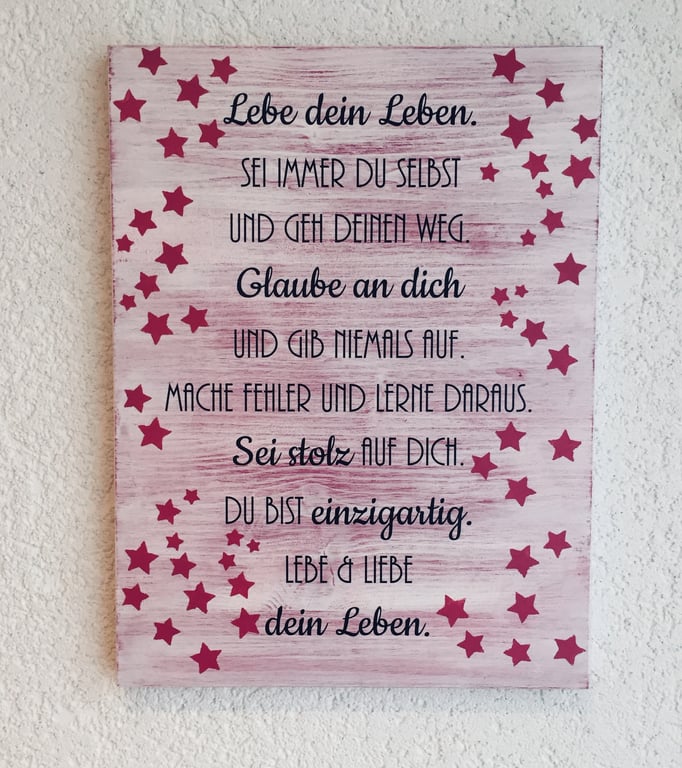 Lebe dein Leben.
SEI IMMER DU SELBST
UND GEH DEINEN WEG.
Glaube an dich
UND GIB NIEMALS AUF.
MACHE FEHLER UND LERNE DARAUS.
Sei stolz AUF DICH.
DU BIST einzigartig.
LEBE & LIEBE
dein Leben.